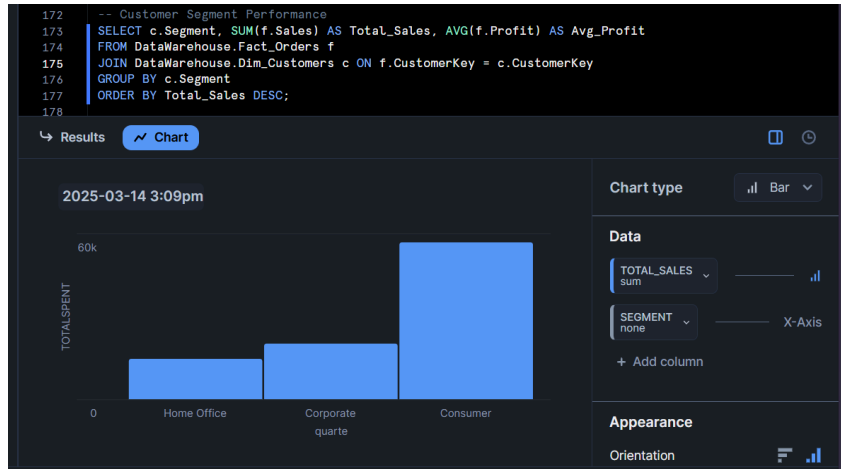 172 -- Customer Segment Performance
173 SELECT c.Segment, SUM(f.Sales) AS Total_Sales, AVG(f.Profit) AS Avg_Profit
174 FROM DataWarehouse.Fact_Orders f
175 JOIN DataWarehouse.Dim_Customers c ON f.CustomerKey = c.CustomerKey
176 GROUP BY c.Segment
177 ORDER BY Total_Sales DESC;
178
Results
Chart
2025-03-14 3:09pm
60k
TOTALSPENT
0
Home Office
Corporate
Consumer
quarte
Chart type
Bar
Data
TOTAL_SALES
sum
SEGMENT
none
X-Axis
+ Add column
Appearance
Orientation